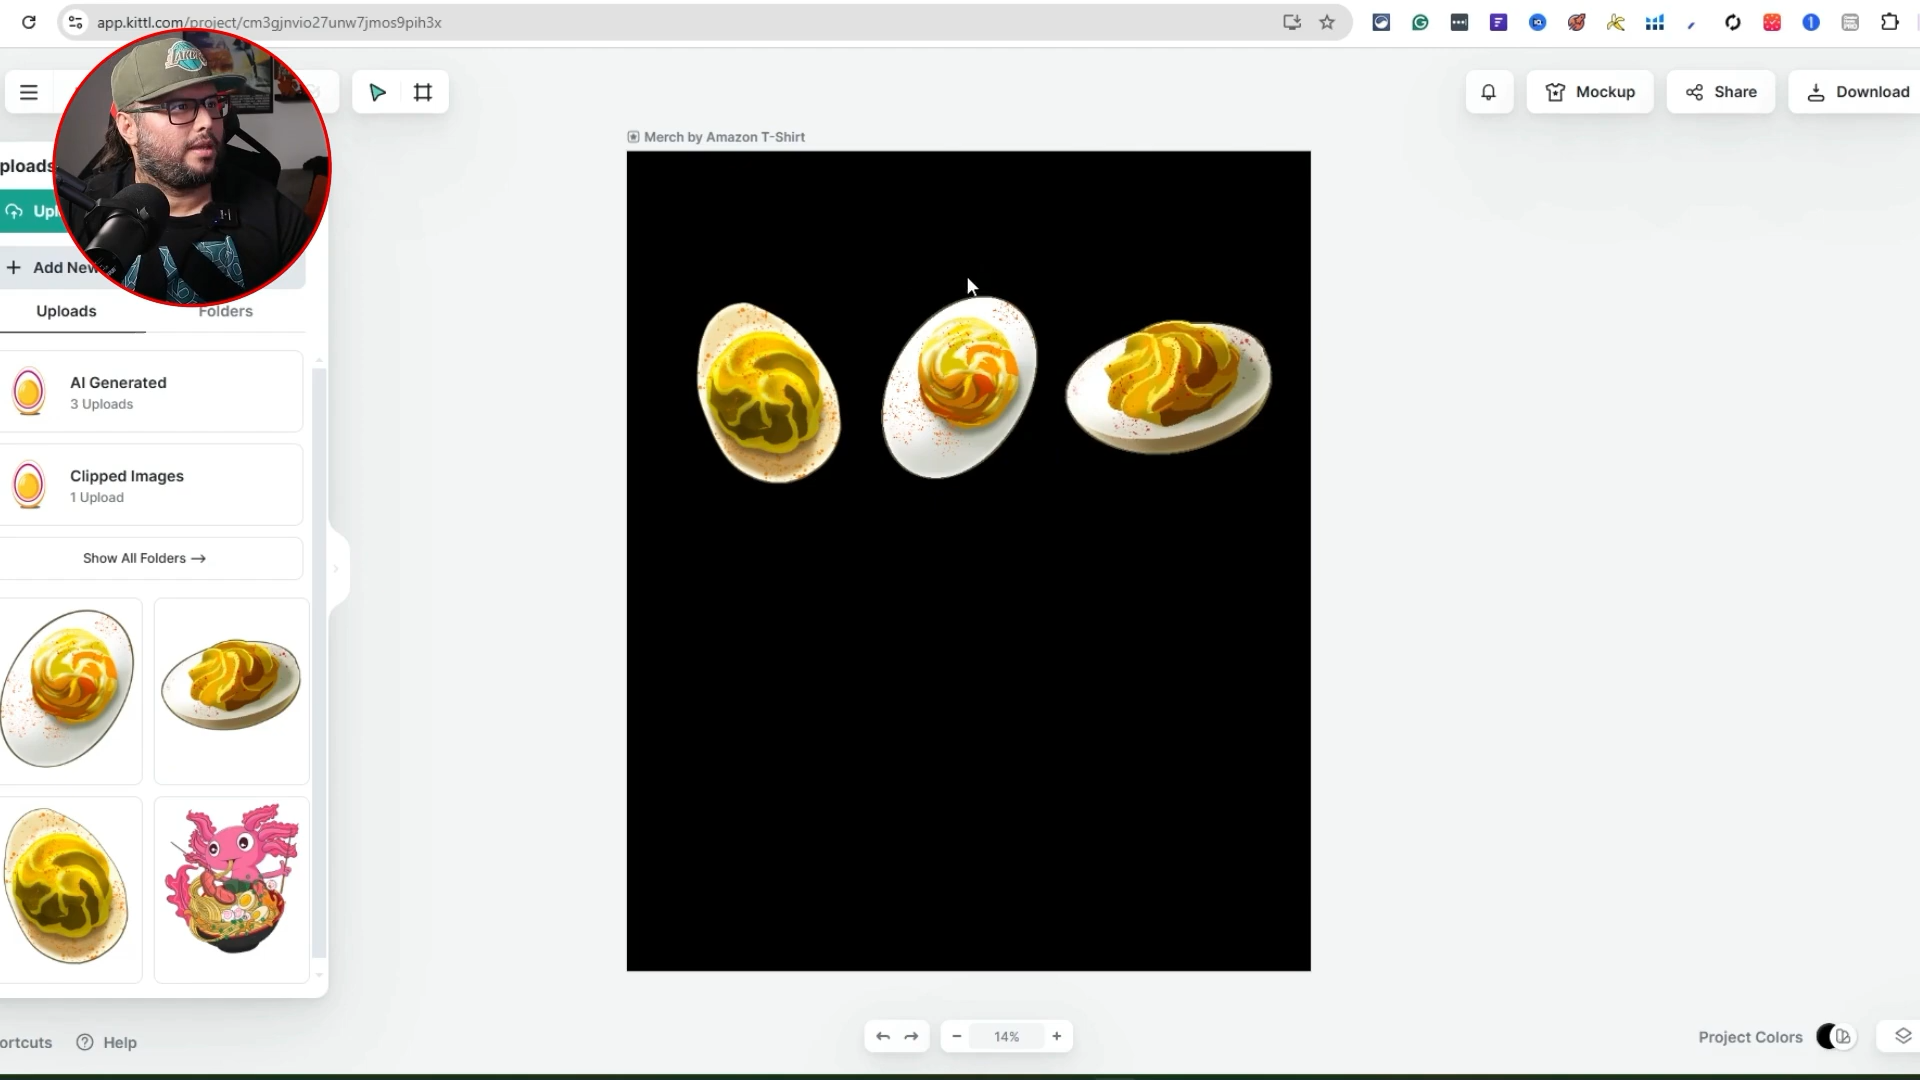 app.kittl.com/project/cm3gjnvio27unw7jmos9pih3x
Mockup
Share
Download
Merch by Amazon T-Shirt
ploads
Upl
Add New
Uploads
Folders
AI Generated
3 Uploads
Clipped Images
1 Upload
Show All Folders →
ortcuts
Help
14%
Project Colors